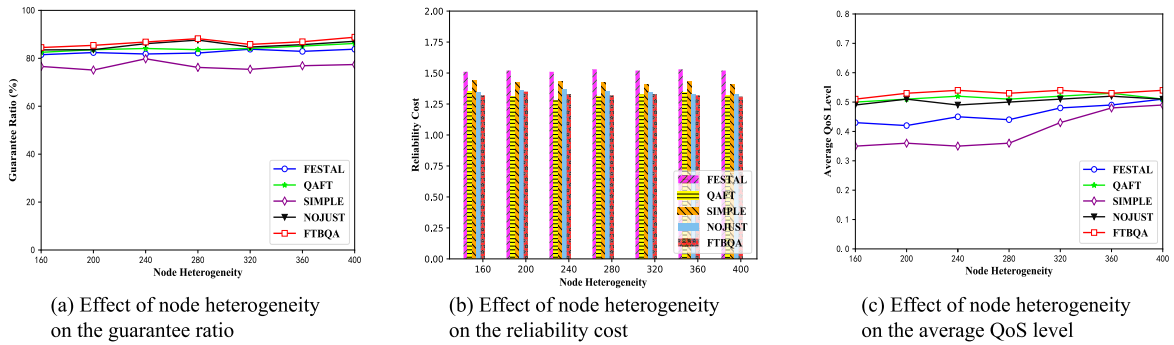 100
80
60
40
20
0
Guarantee Ratio (%)
FESTAL
QAFT
SIMPLE
NOJUST
FTBQA
160 200 240 280 320 360 400
Node Heterogeneity
(a) Effect of node heterogeneity
on the guarantee ratio
2.00
1.75
1.50
1.25
1.00
0.75
0.50
0.25
0.00
Reliability Cost
FESTAL
QAFT
SIMPLE
NOJUST
FTBQA
160 200 240 280 320 360 400
Node Heterogeneity
(b) Effect of node heterogeneity
on the reliability cost
0.8
0.7
0.6
0.5
0.4
0.3
0.2
0.1
0.0
Average QoS Level
FESTAL
QAFT
SIMPLE
NOJUST
FTBQA
160 200 240 280 320 360 400
Node Heterogeneity
(c) Effect of node heterogeneity
on the average QoS level